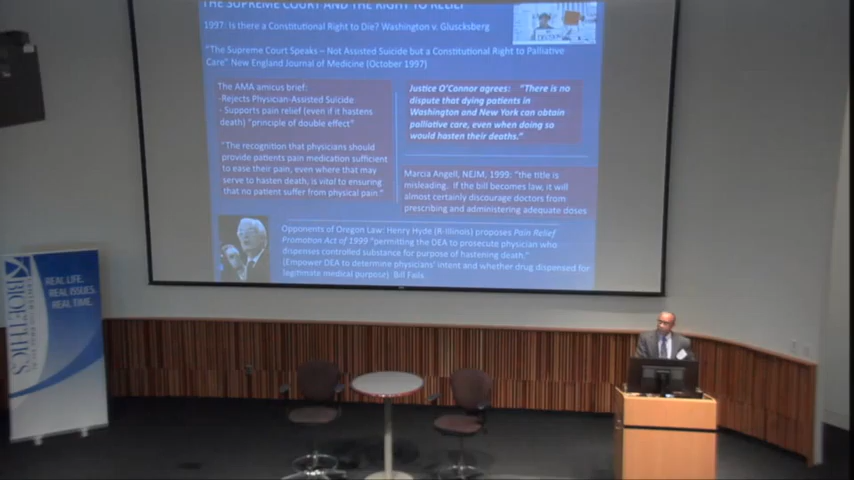 THE SUPREME COURT AND THE RIGHT TO RELIEF
1997: Is there a Constitutional Right to Die? Washington v. Gluscksberg
"The Supreme Court Speaks – Not Assisted Suicide but a Constitutional Right to Palliative
Care" New England Journal of Medicine (October 1997)
The AMA amicus brief:
-Rejects Physician-Assisted Suicide
- Supports pain relief (even if it hastens
death) "principle of double effect"
"The recognition that physicians should
provide patients pain medication sufficient
to ease their pain, even where that may
serve to hasten death, is vital to ensuring
that no patient suffer from physical pain."
Justice O'Connor agrees: "There is no
dispute that dying patients in
Washington and New York can obtain
palliative care, even when doing so
would hasten their deaths."
Marcia Angell, NEJM, 1999: "the title is
misleading. If the bill becomes law, it will
almost certainly discourage doctors from
prescribing and administering adequate doses
Opponents of Oregon Law: Henry Hyde (R-Illinois) proposes Pain Relief
Promotion Act of 1999 "permitting the DEA to prosecute physician who
dispenses controlled substance for purpose of hastening death."
(Empower DEA to determine physicians' intent and whether drug dispensed for
legitimate medical purpose) Bill Fails
REAL LIFE.
REAL ISSUES.
REAL TIME.
BIOETHICS